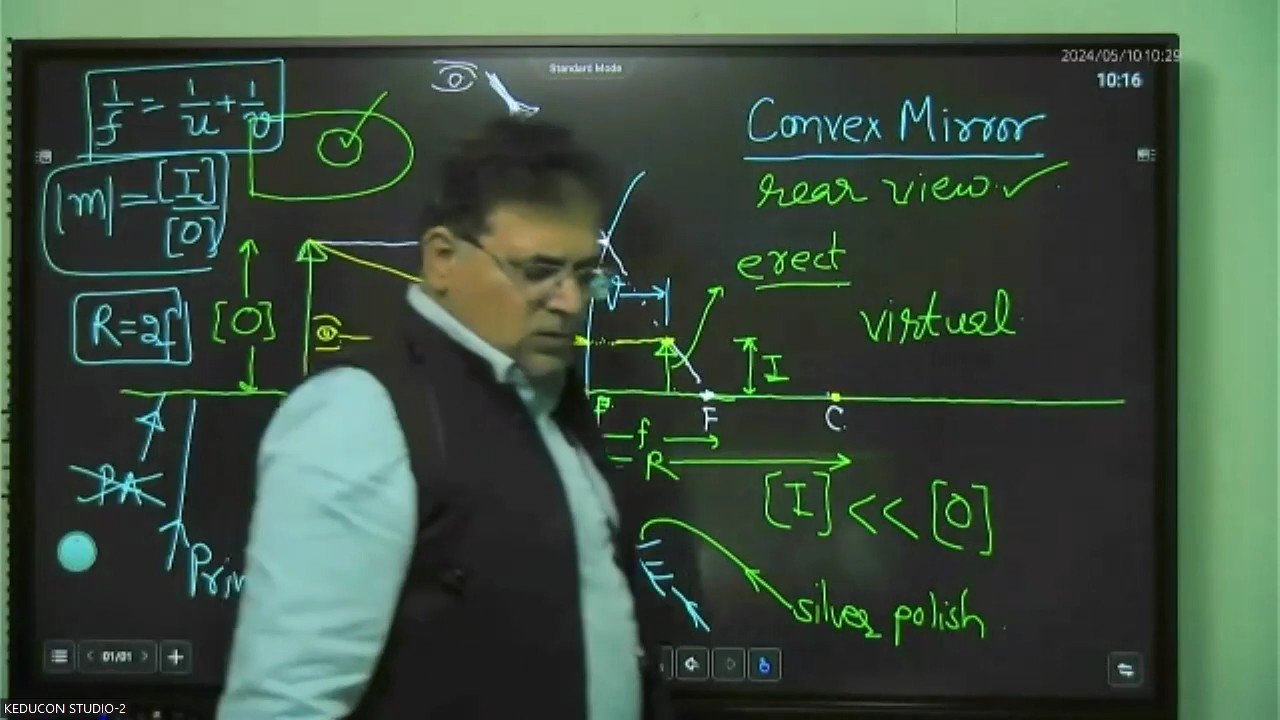 2024/05/10 10:29
Standard Mode
10:16
1/f = 1/u + 1/v
Convex Mirror
rear view ✓
|m| = [I]/[O]
erect
virtual
R=2f
[O]
v
I
P
F
C
f
R
PA
[I] << [O]
Prin
silver polish
01/01
KEDUCON STUDIO-2